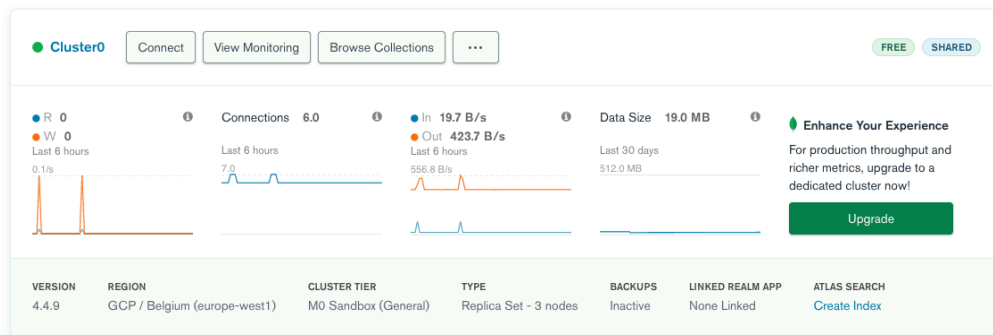 Cluster0
Connect
View Monitoring
Browse Collections
...
FREE
SHARED
R 0
W 0
Last 6 hours
0.1/s
Connections 6.0
Last 6 hours
7.0
In 19.7 B/s
Out 423.7 B/s
Last 6 hours
556.8 B/s
Data Size 19.0 MB
Last 30 days
512.0 MB
Enhance Your Experience
For production throughput and
richer metrics, upgrade to a
dedicated cluster now!
Upgrade
VERSION
4.4.9
REGION
GCP / Belgium (europe-west1)
CLUSTER TIER
M0 Sandbox (General)
TYPE
Replica Set - 3 nodes
BACKUPS
Inactive
LINKED REALM APP
None Linked
ATLAS SEARCH
Create Index